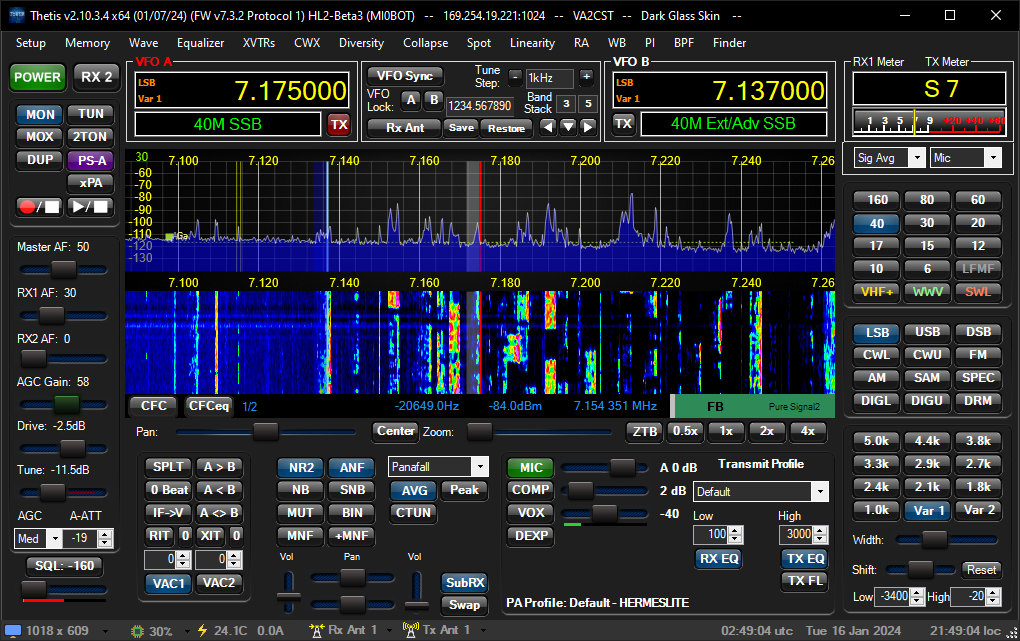 Thetis v2.10.3.4 x64 (01/07/24) (FW v7.3.2 Protocol 1) HL2-Beta3 (MI0BOT) -- 169.254.19.221:1024 -- VA2CST -- Dark Glass Skin --
Setup Memory Wave Equalizer XVTRs CWX Diversity Collapse Spot Linearity RA WB PI BPF Finder
POWER RX 2
MON TUN
MOX 2TON
DUP PS-A
xPA
Master AF: 50
RX1 AF: 30
RX2 AF: 0
AGC Gain: 58
Drive: -2.5dB
Tune: -11.5dB
AGC A-ATT
Med -19
SQL: -160
VFO A
LSB
Var 1
7.175000
40M SSB TX
VFO Sync
VFO Lock: A B
Tune Step: - 1kHz +
1234.567890 Band Stack 3 5
Rx Ant Save Restore
VFO B
LSB
Var 1
7.137000
TX 40M Ext/Adv SSB
RX1 Meter TX Meter
S 7
1 3 5 7 9 +20 +40 +60
Sig Avg Mic
30 7.100 7.120 7.140 7.160 7.180 7.200 7.220 7.240 7.26
-60
-70
-80
-90
-100
-110
-120
-130
7.100 7.120 7.140 7.160 7.180 7.200 7.220 7.240 7.26
CFC CFCeq 1/2 -20649.0Hz -84.0dBm 7.154 351 MHz FB Pure Signal2
Pan: Center Zoom: ZTB 0.5x 1x 2x 4x
SPLT A > B
0 Beat A < B
IF->V A <> B
RIT 0 XIT 0
0 0
VAC1 VAC2
NR2 ANF
NB SNB
MUT BIN
MNF +MNF
Panafall
AVG Peak
CTUN
Vol Pan Vol
SubRX
Swap
MIC A 0 dB
COMP 2 dB
VOX -40
DEXP
Transmit Profile
Default
Low High
100 3000
RX EQ TX EQ
TX FL
PA Profile: Default - HERMESLITE
160 80 60
40 30 20
17 15 12
10 6 LFMF
VHF+ WWV SWL
LSB USB DSB
CWL CWU FM
AM SAM SPEC
DIGL DIGU DRM
5.0k 4.4k 3.8k
3.3k 2.9k 2.7k
2.4k 2.1k 1.8k
1.0k Var 1 Var 2
Width:
Shift: Reset
Low -3400 High -20
1018 x 609 30% 24.1C 0.0A Rx Ant 1 Tx Ant 1 02:49:04 utc Tue 16 Jan 2024 21:49:04 loc